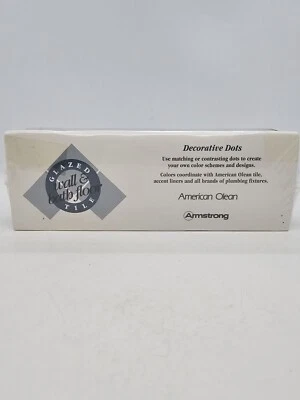 GLAZED
wall &
bath floor
TILE
Decorative Dots
Use matching or contrasting dots to create
your own color schemes and designs.
Colors coordinate with American Olean tile,
accent liners and all brands of plumbing fixtures.
American Olean
Armstrong